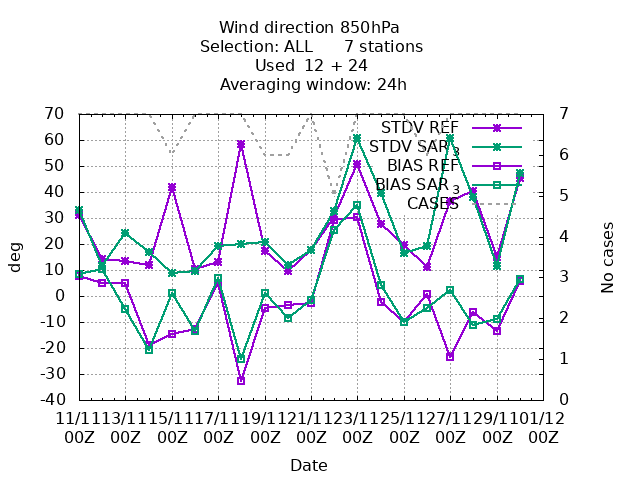 Wind direction 850hPa
Selection: ALL 7 stations
Used 12 + 24
Averaging window: 24h
STDV REF
STDV SAR 3
BIAS REF
BIAS SAR 3
CASES
70
60
50
40
30
20
10
0
-10
-20
-30
-40
7
6
5
4
3
2
1
0
deg
No cases
11/11 13/11 15/11 17/11 19/11 21/11 23/11 25/11 27/11 29/11 01/12
00Z 00Z 00Z 00Z 00Z 00Z 00Z 00Z 00Z 00Z 00Z
Date